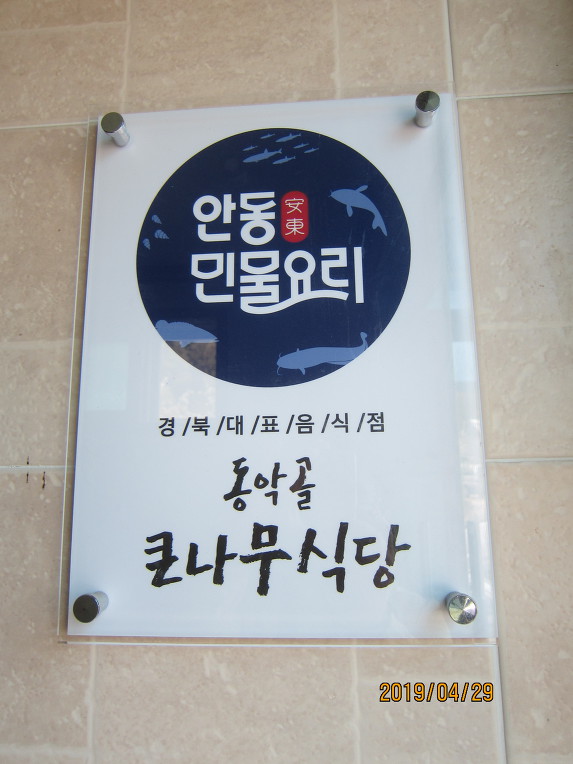 안동 安東
민물요리
경/북/대/표/음/식/점
동악골
큰나무식당
2019/04/29